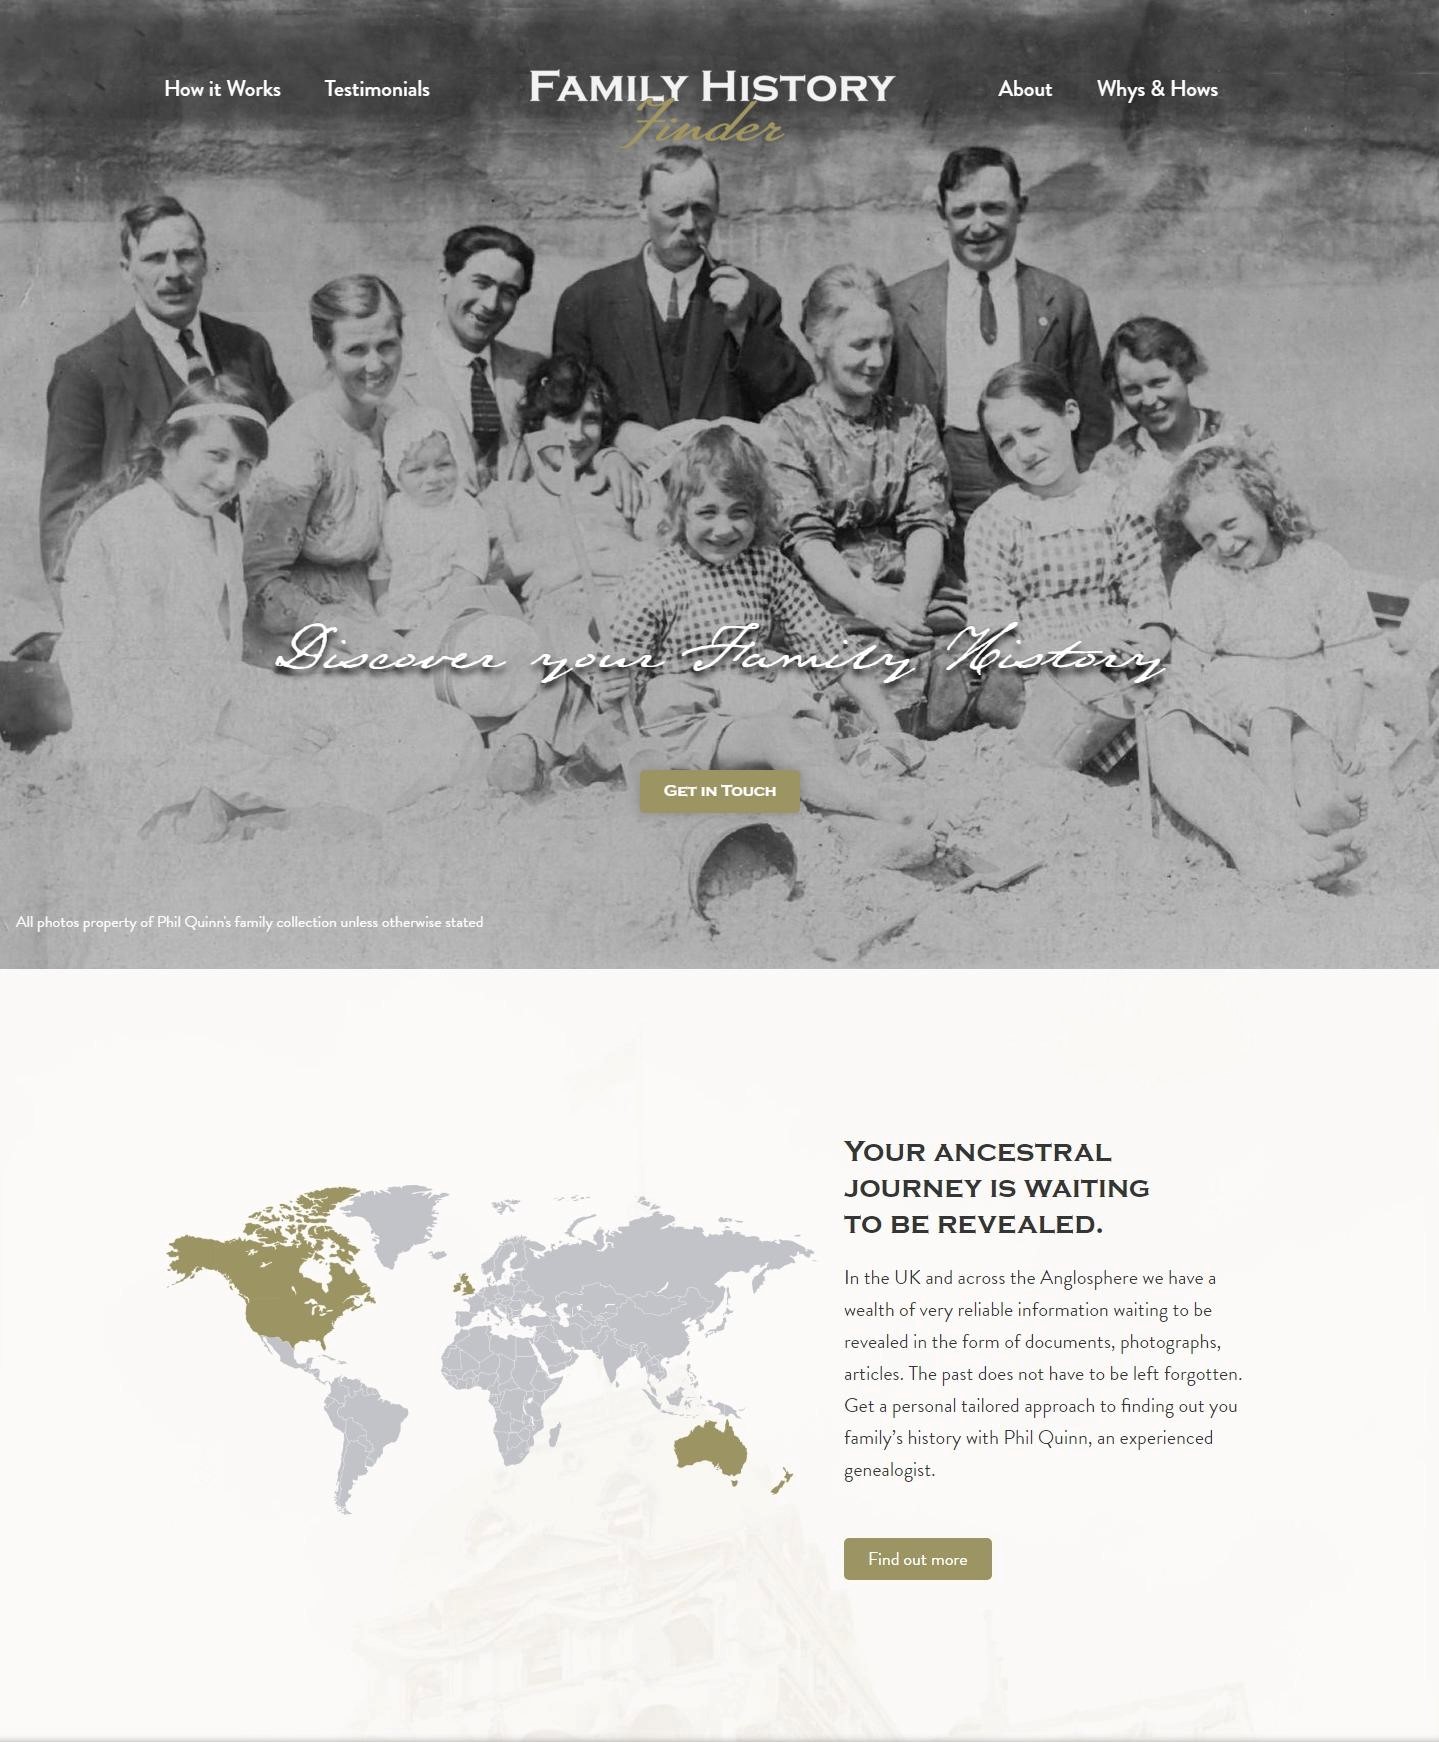 How it Works
Testimonials
Family History
Finder
About
Whys & Hows
Discover your Family History
Get in Touch
All photos property of Phil Quinn's family collection unless otherwise stated
Your ancestral
journey is waiting
to be revealed.
In the UK and across the Anglosphere we have a
wealth of very reliable information waiting to be
revealed in the form of documents, photographs,
articles. The past does not have to be left forgotten.
Get a personal tailored approach to finding out you
family’s history with Phil Quinn, an experienced
genealogist.
Find out more